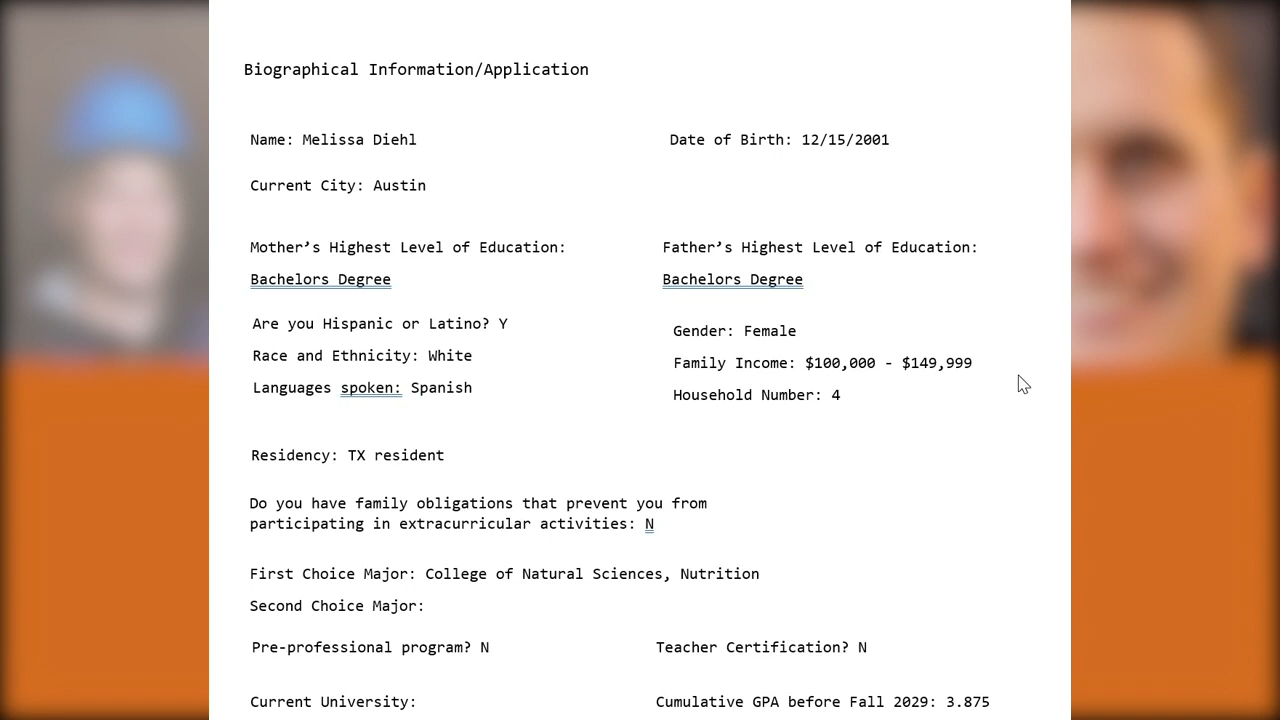 Biographical Information/Application
Name: Melissa Diehl
Date of Birth: 12/15/2001
Current City: Austin
Mother’s Highest Level of Education:
Father’s Highest Level of Education:
Bachelors Degree
Bachelors Degree
Are you Hispanic or Latino? Y
Gender: Female
Race and Ethnicity: White
Family Income: $100,000 - $149,999
Languages spoken: Spanish
Household Number: 4
Residency: TX resident
Do you have family obligations that prevent you from
participating in extracurricular activities: N
First Choice Major: College of Natural Sciences, Nutrition
Second Choice Major:
Pre-professional program? N
Teacher Certification? N
Current University:
Cumulative GPA before Fall 2029: 3.875